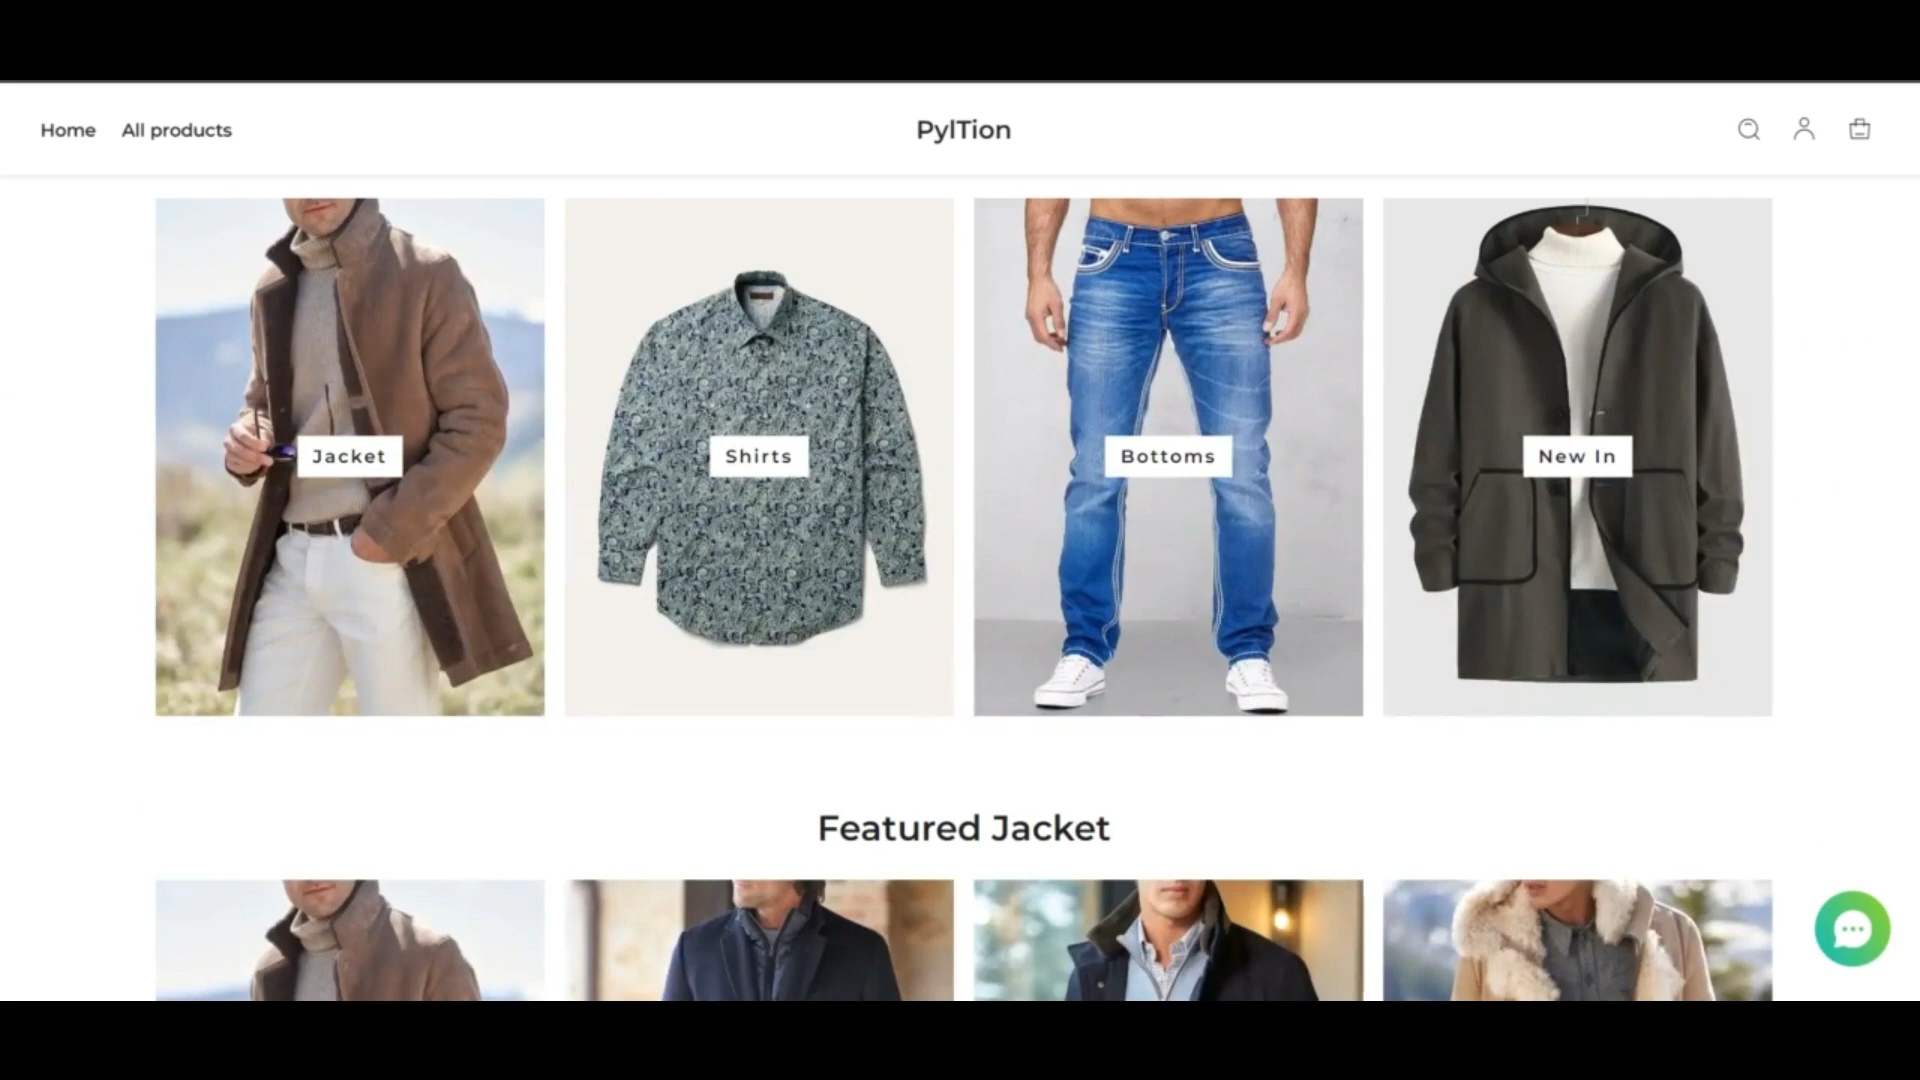 Home
All products
PylTion
Jacket
Shirts
Bottoms
New In
Featured Jacket